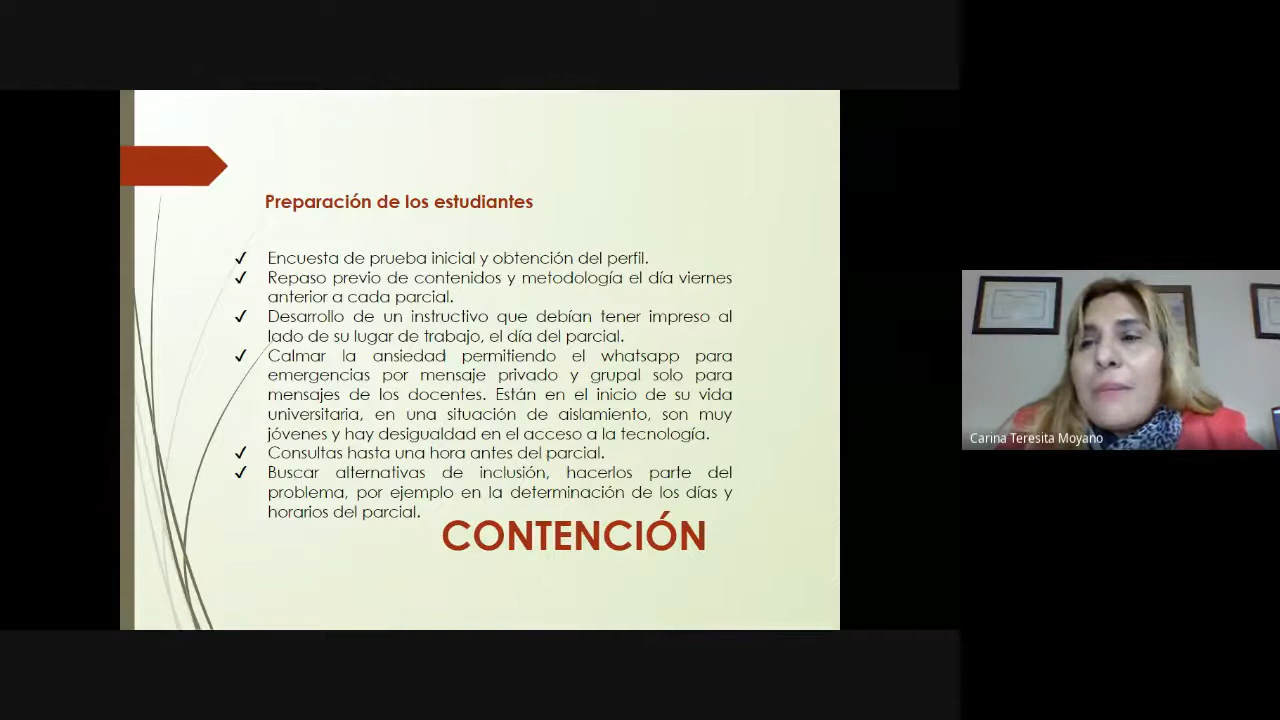 Preparación de los estudiantes
✓ Encuesta de prueba inicial y obtención del perfil.
✓ Repaso previo de contenidos y metodología el día viernes
anterior a cada parcial.
✓ Desarrollo de un instructivo que debían tener impreso al
lado de su lugar de trabajo, el día del parcial.
✓ Calmar la ansiedad permitiendo el whatsapp para
emergencias por mensaje privado y grupal solo para
mensajes de los docentes. Están en el inicio de su vida
universitaria, en una situación de aislamiento, son muy
jóvenes y hay desigualdad en el acceso a la tecnología.
✓ Consultas hasta una hora antes del parcial.
✓ Buscar alternativas de inclusión, hacerlos parte del
problema, por ejemplo en la determinación de los días y
horarios del parcial.
CONTENCIÓN
Carina Teresita Moyano